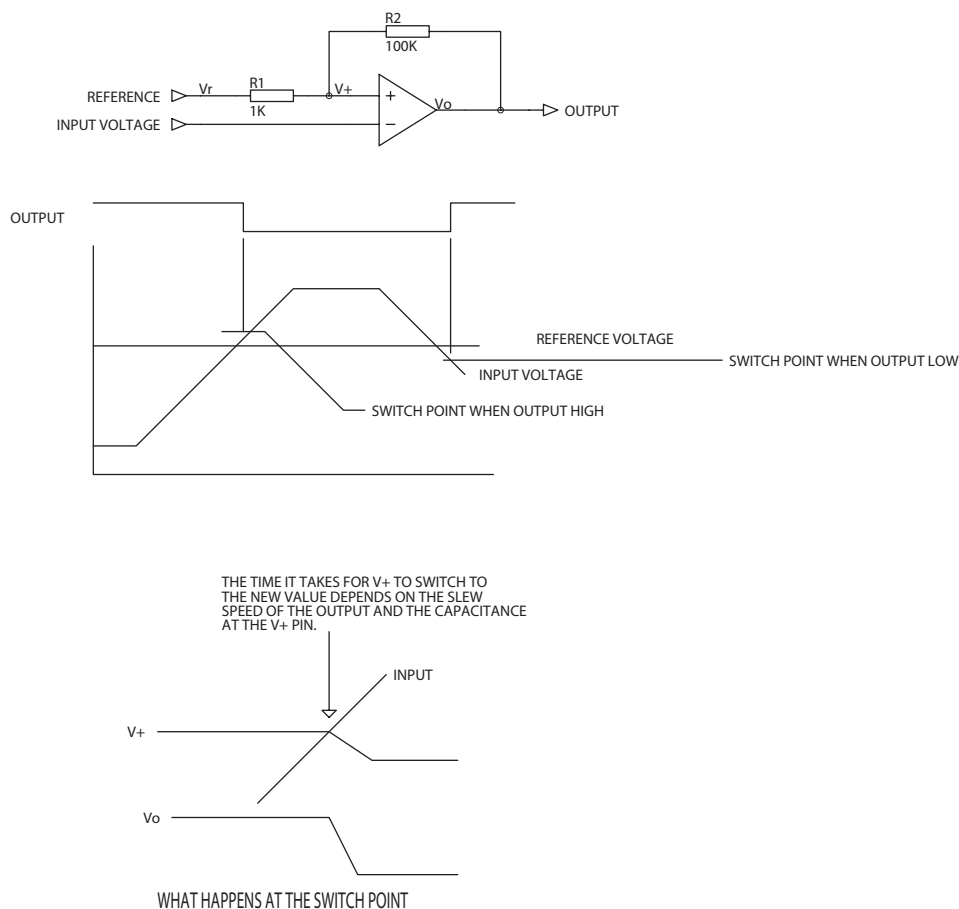 R2
100K
REFERENCE
Vr
R1
V+
+
1K
Vo
OUTPUT
INPUT VOLTAGE
−
OUTPUT
REFERENCE VOLTAGE
SWITCH POINT WHEN OUTPUT LOW
INPUT VOLTAGE
SWITCH POINT WHEN OUTPUT HIGH
THE TIME IT TAKES FOR V+ TO SWITCH TO
THE NEW VALUE DEPENDS ON THE SLEW
SPEED OF THE OUTPUT AND THE CAPACITANCE
AT THE V+ PIN.
INPUT
V+
Vo
WHAT HAPPENS AT THE SWITCH POINT